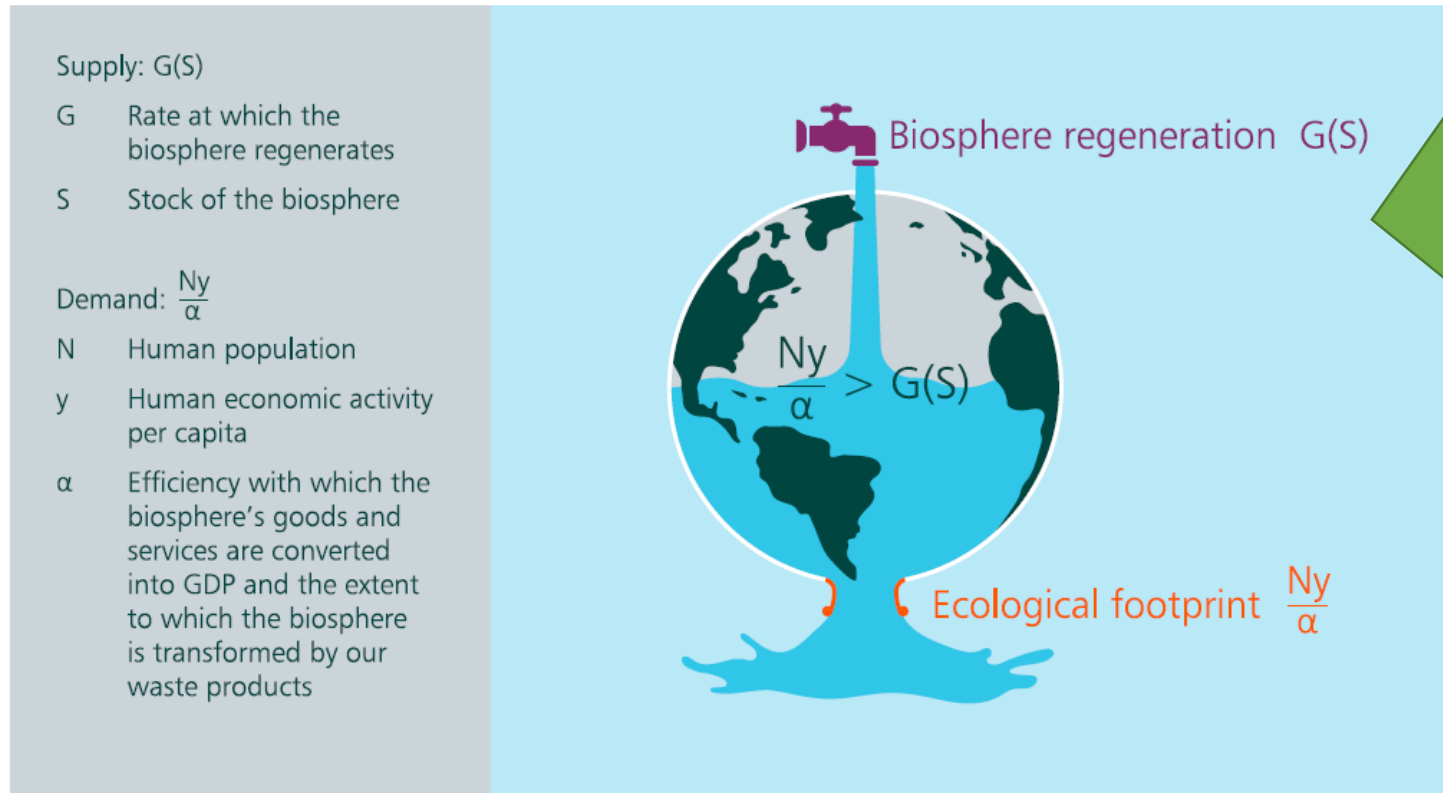 Supply: G(S)
G Rate at which the
biosphere regenerates
S Stock of the biosphere
Demand: Ny/α
N Human population
y Human economic activity
per capita
α Efficiency with which the
biosphere's goods and
services are converted
into GDP and the extent
to which the biosphere
is transformed by our
waste products
Biosphere regeneration G(S)
Ny/α > G(S)
Ecological footprint Ny/α